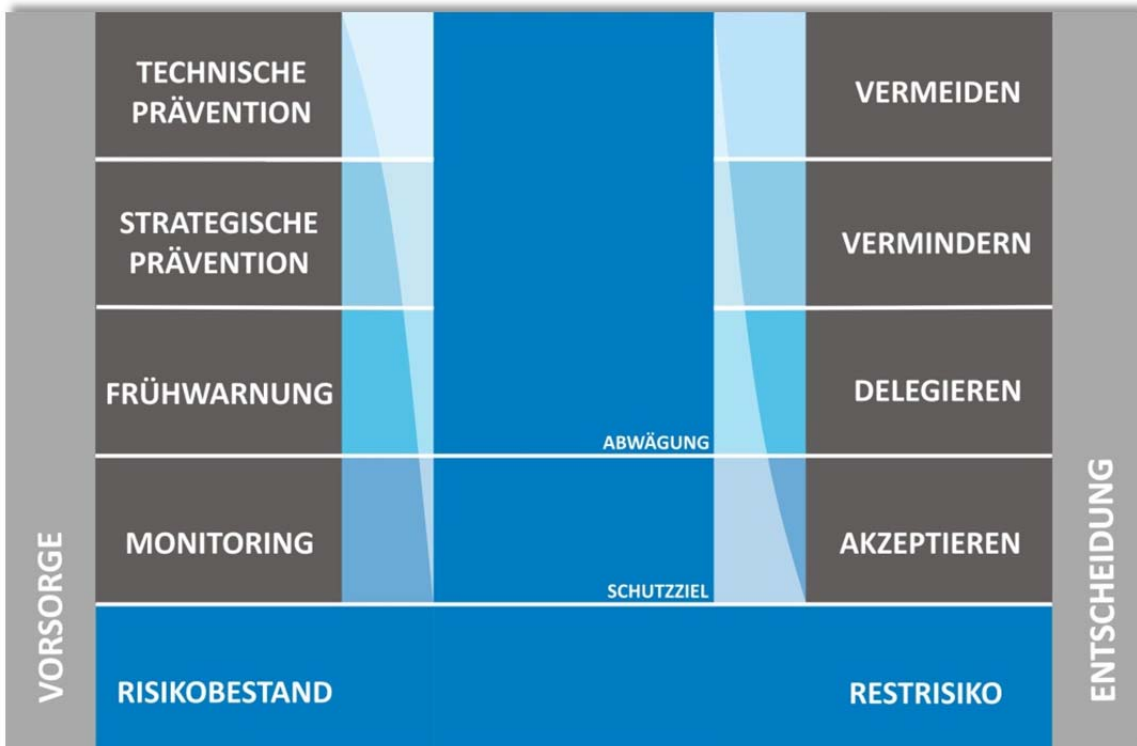 TECHNISCHE
PRÄVENTION
VERMEIDEN
STRATEGISCHE
PRÄVENTION
VERMINDERN
FRÜHWARNUNG
DELEGIEREN
ABWÄGUNG
MONITORING
AKZEPTIEREN
SCHUTZZIEL
RISIKOBESTAND
RESTRISIKO
VORSORGE
ENTSCHEIDUNG